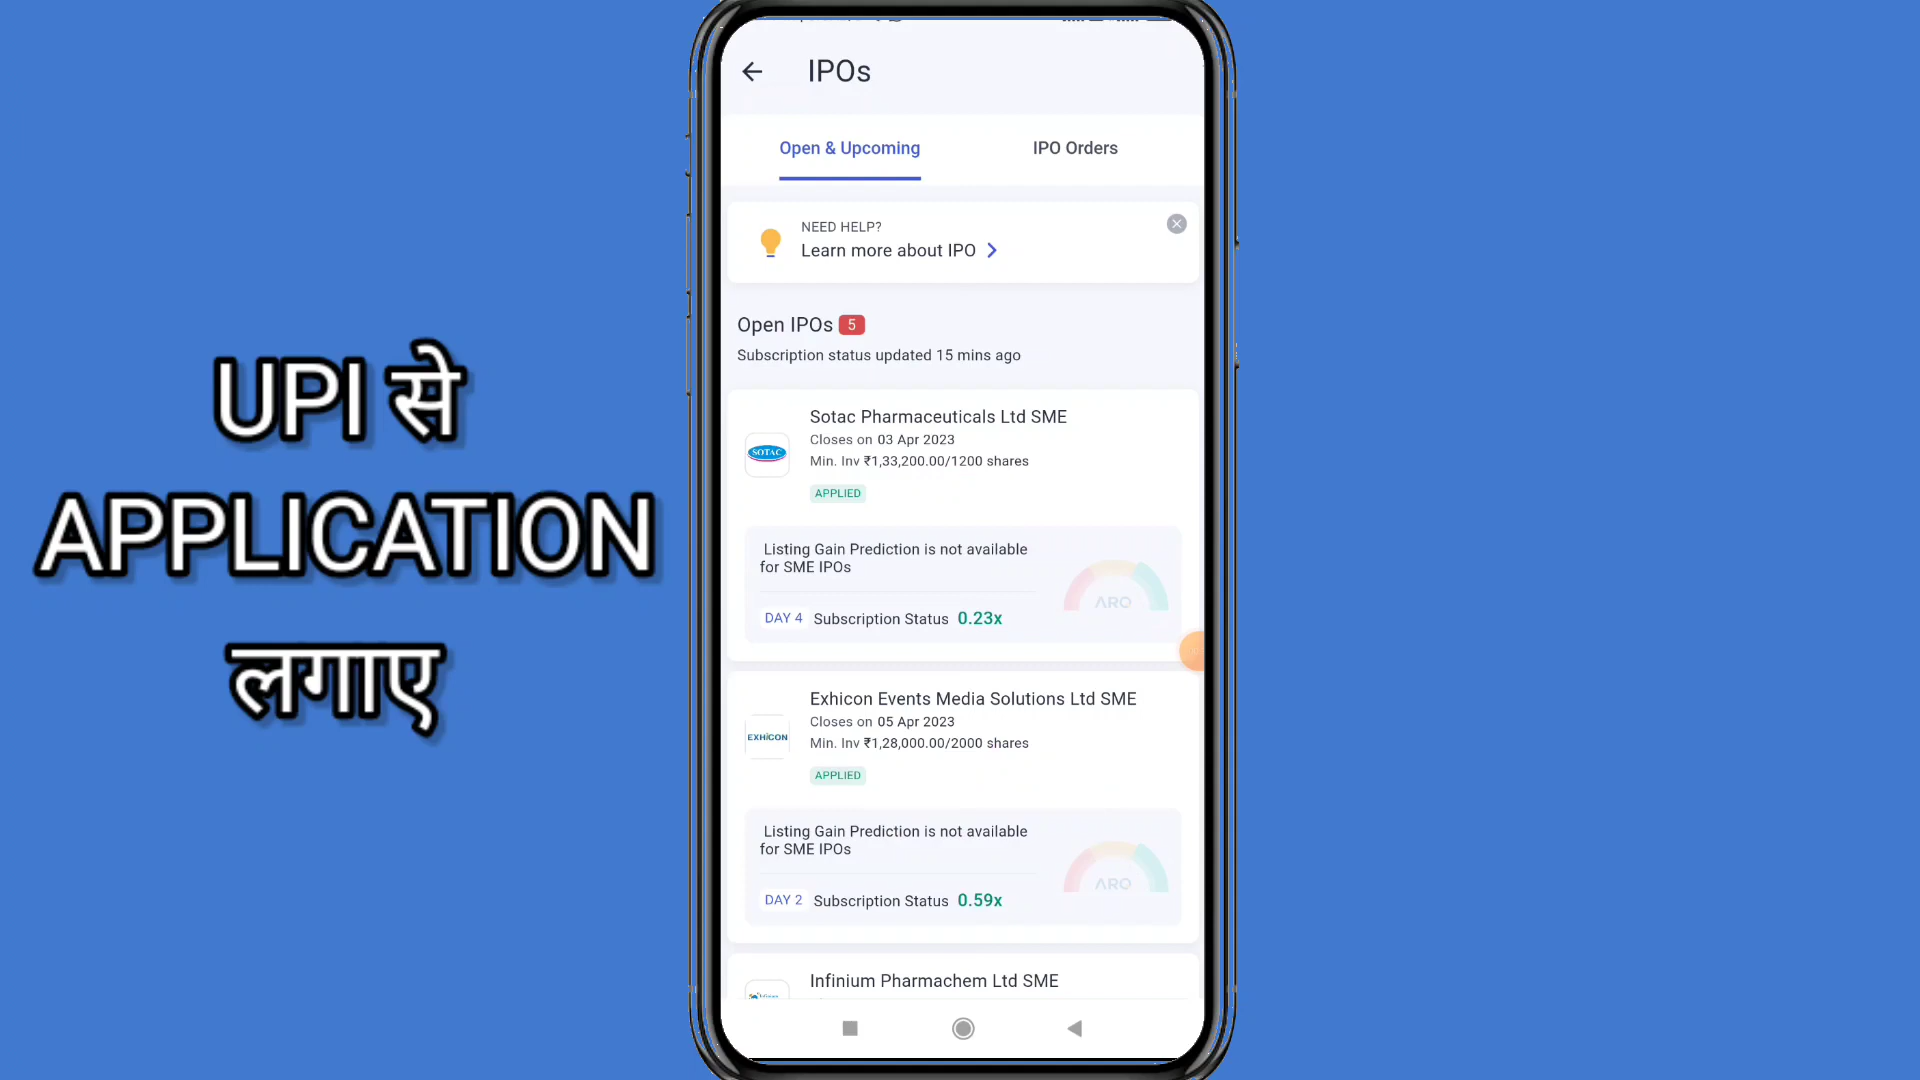 UPI से
APPLICATION
लगाए
IPOs
Open & Upcoming
IPO Orders
NEED HELP?
Learn more about IPO
Open IPOs 5
Subscription status updated 15 mins ago
Sotac Pharmaceuticals Ltd SME
Closes on 03 Apr 2023
SOTAC
Min. Inv ₹1,33,200.00/1200 shares
APPLIED
Listing Gain Prediction is not available
for SME IPOs
ARO
DAY 4 Subscription Status 0.23x
Exhicon Events Media Solutions Ltd SME
Closes on 05 Apr 2023
EXHICON
Min. Inv ₹1,28,000.00/2000 shares
APPLIED
Listing Gain Prediction is not available
for SME IPOs
ARO
DAY 2 Subscription Status 0.59x
Infinium Pharmachem Ltd SME